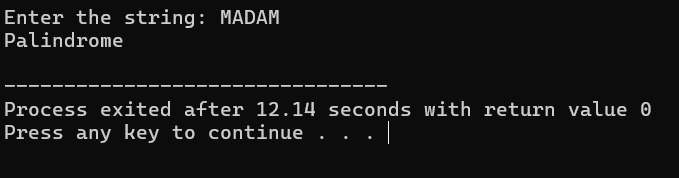 Enter the string: MADAM
Palindrome
--------------------------------
Process exited after 12.14 seconds with return value 0
Press any key to continue . . .